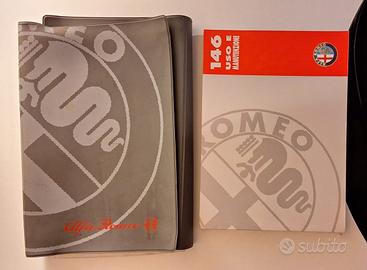 ROMEO
Alfa Romeo
146
USO E
MANUTENZIONE
ROMEO
subito